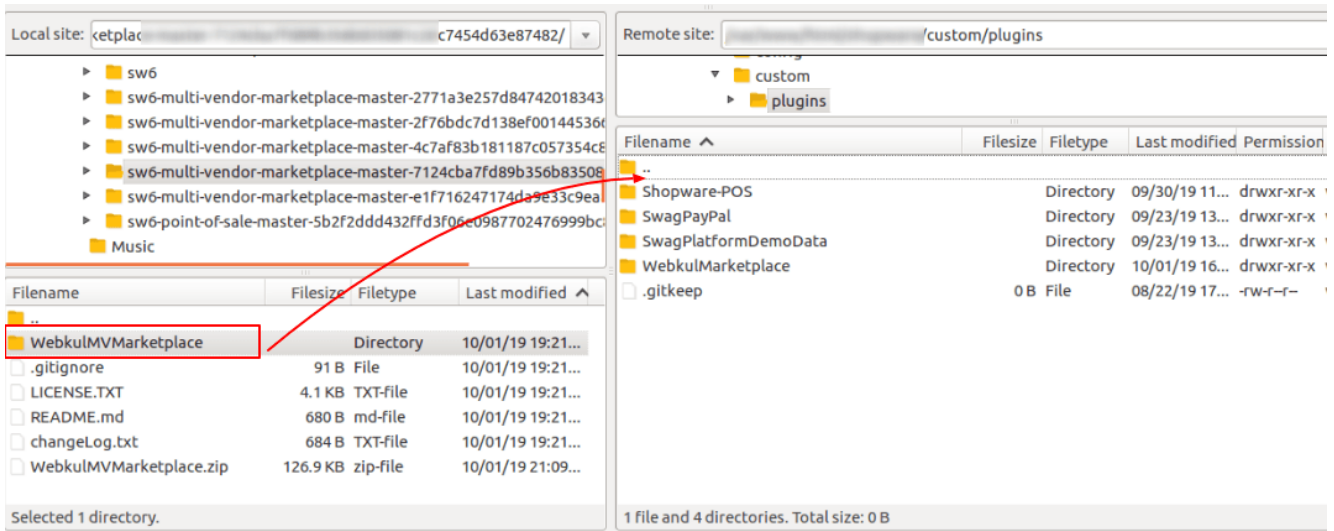 Local site: c7454d63e87482/
sw6
sw6-multi-vendor-marketplace-master-2771a3e257d84742018343
sw6-multi-vendor-marketplace-master-2f76bdc7d138ef001445366
sw6-multi-vendor-marketplace-master-4c7af83b181187c057354c8
sw6-multi-vendor-marketplace-master-7124cba7fd89b356b83508
sw6-multi-vendor-marketplace-master-e1f716247174da9e33c9ea
sw6-point-of-sale-master-5b2f2ddd432ffd3f06e0987702476999bc
Music
Filename Filesize Filetype Last modified
..
WebkulMVMarketplace Directory 10/01/19 19:21...
.gitignore 91 B File 10/01/19 19:21...
LICENSE.TXT 4.1 KB TXT-file 10/01/19 19:21...
README.md 680 B md-file 10/01/19 19:21...
changeLog.txt 684 B TXT-file 10/01/19 19:21...
WebkulMVMarketplace.zip 126.9 KB zip-file 10/01/19 21:09...
Selected 1 directory.
Remote site: /custom/plugins
custom
plugins
Filename Filesize Filetype Last modified Permission
..
Shopware-POS Directory 09/30/19 11... drwxr-xr-x
SwagPayPal Directory 09/23/19 13... drwxr-xr-x
SwagPlatformDemoData Directory 09/23/19 13... drwxr-xr-x
WebkulMarketplace Directory 10/01/19 16... drwxr-xr-x
.gitkeep 0 B File 08/22/19 17... -rw-r--r--
1 file and 4 directories. Total size: 0 B